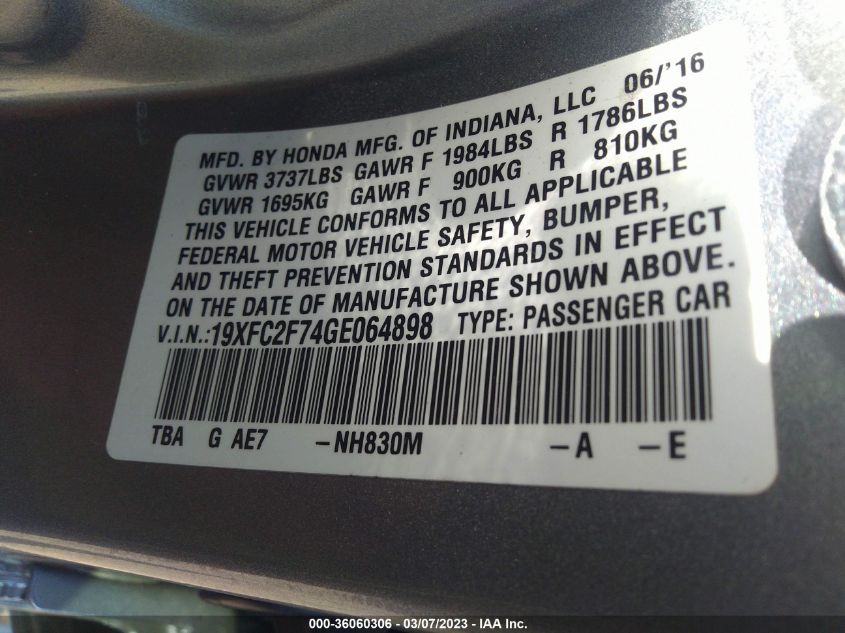 MFD. BY HONDA MFG. OF INDIANA, LLC 06/'16
GVWR 3737LBS GAWR F 1984LBS R 1786LBS
GVWR 1695KG GAWR F 900KG R 810KG
THIS VEHICLE CONFORMS TO ALL APPLICABLE
FEDERAL MOTOR VEHICLE SAFETY, BUMPER,
AND THEFT PREVENTION STANDARDS IN EFFECT
ON THE DATE OF MANUFACTURE SHOWN ABOVE.
V.I.N.:19XFC2F74GE064898 TYPE: PASSENGER CAR
TBA G AE7 -NH830M -A -E
000-36060306 - 03/07/2023 - IAA Inc.